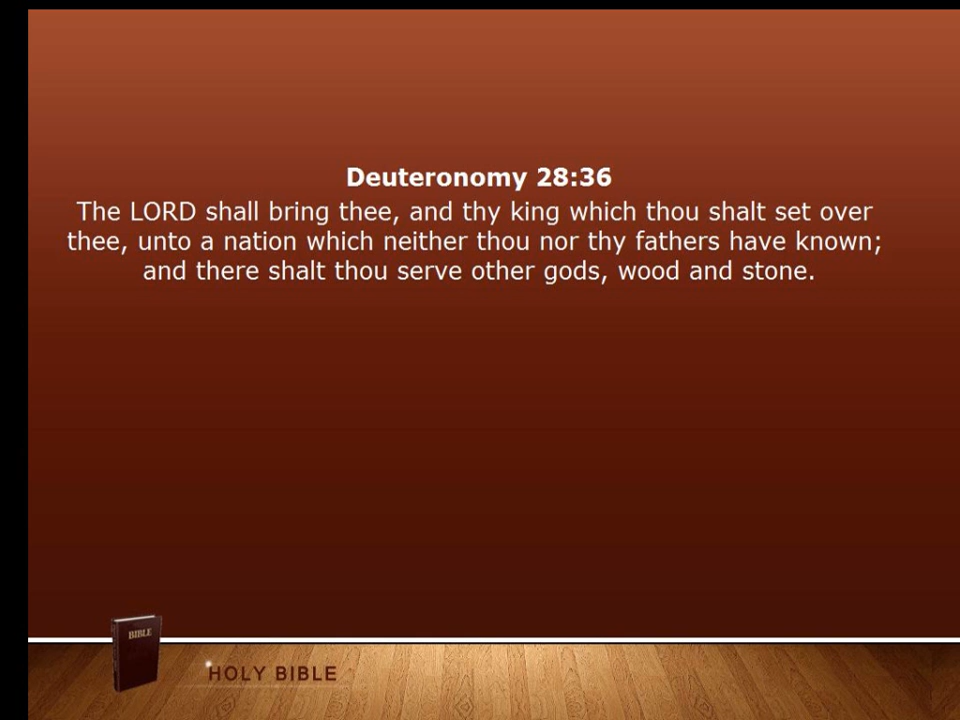 Deuteronomy 28:36
The LORD shall bring thee, and thy king which thou shalt set over
thee, unto a nation which neither thou nor thy fathers have known;
and there shalt thou serve other gods, wood and stone.
BIBLE
HOLY BIBLE